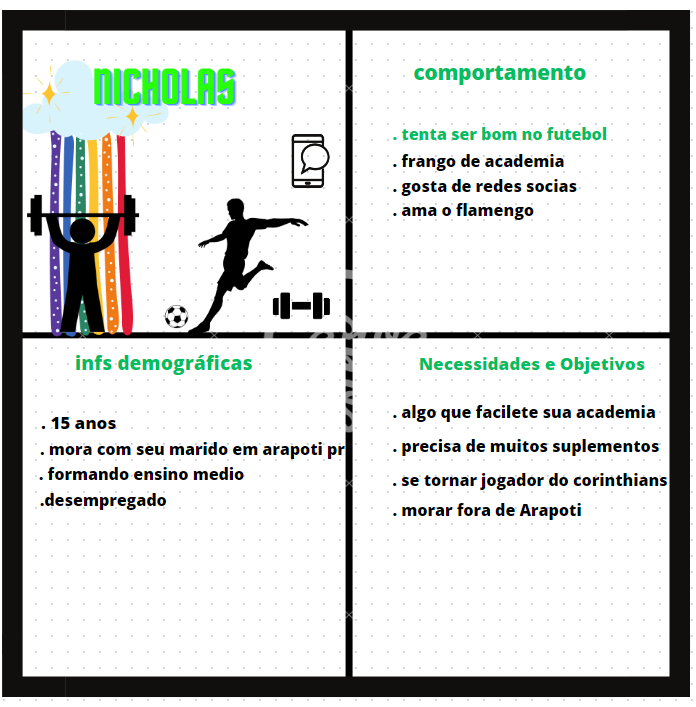 NICHOLAS
comportamento
. tenta ser bom no futebol
. frango de academia
. gosta de redes socias
. ama o flamengo
infs demográficas
. 15 anos
. mora com seu marido em arapoti pr
. formando ensino medio
.desempregado
Necessidades e Objetivos
. algo que facilete sua academia
. precisa de muitos suplementos
. se tornar jogador do corinthians
. morar fora de Arapoti